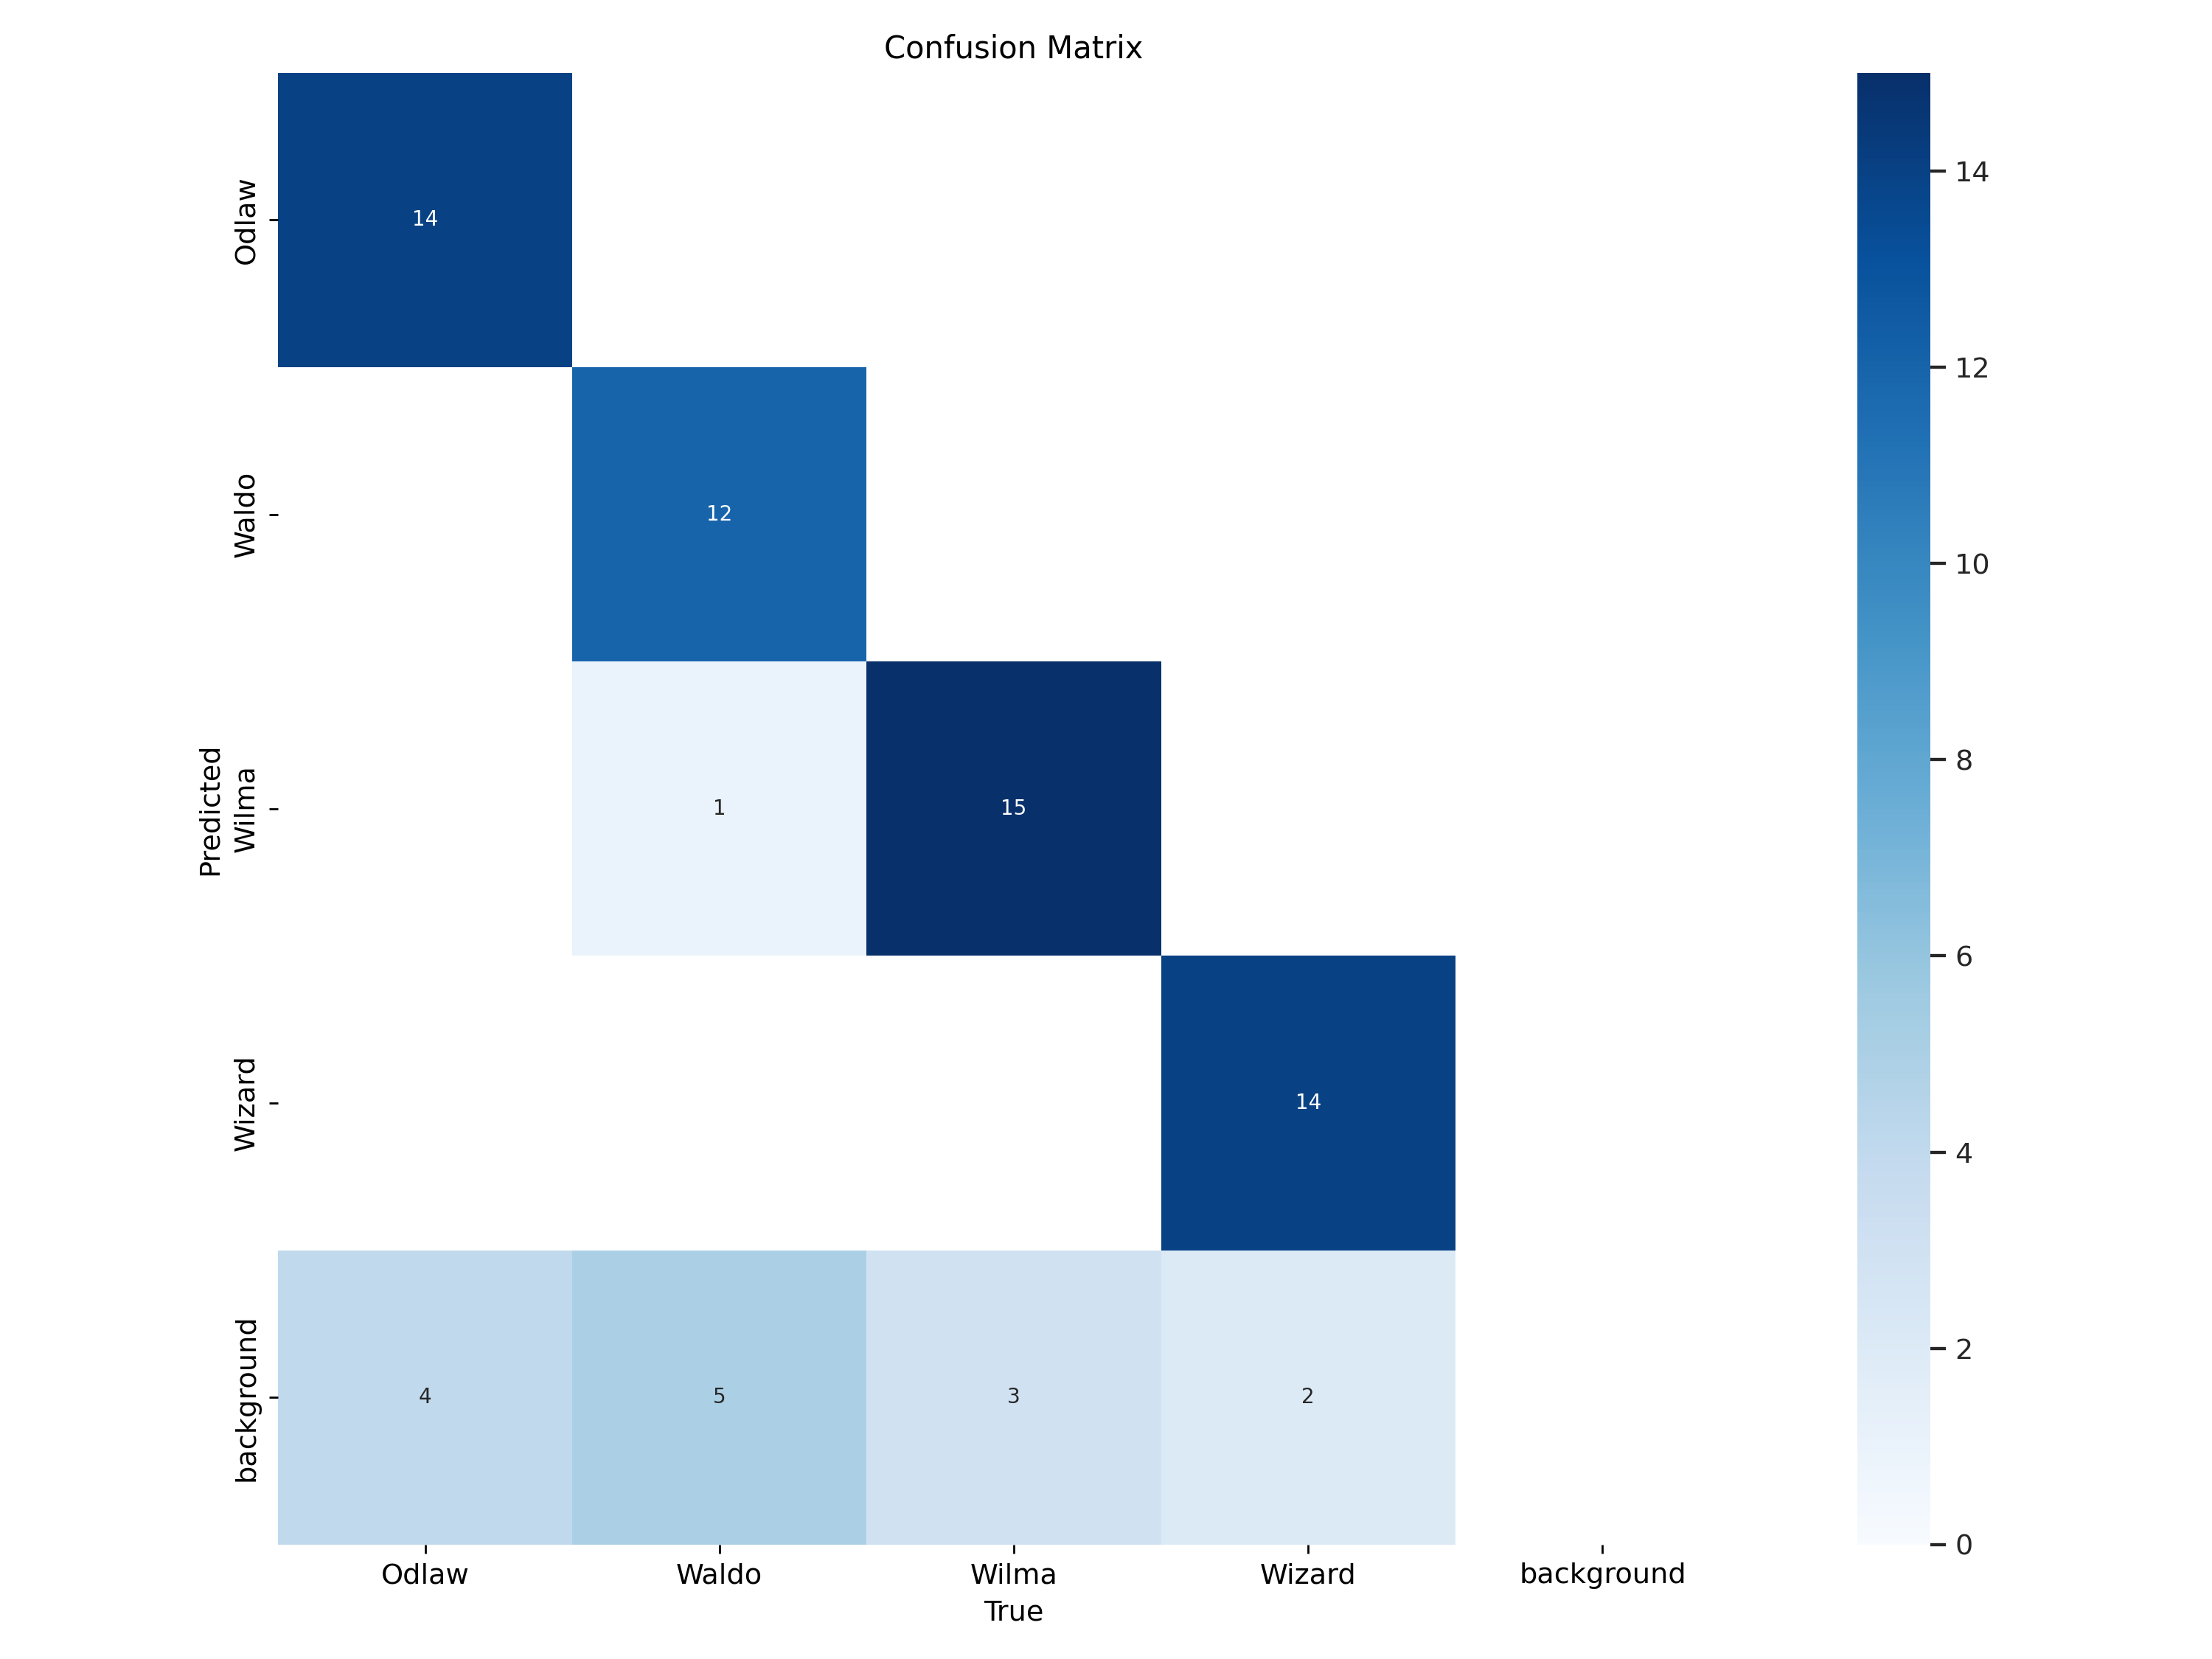 Confusion Matrix
Odlaw
14
14
Waldo
12
12
10
8
Predicted
Wilma
1
15
6
Wizard
14
4
background
4
5
3
2
2
0
Odlaw
Waldo
Wilma
Wizard
background
True